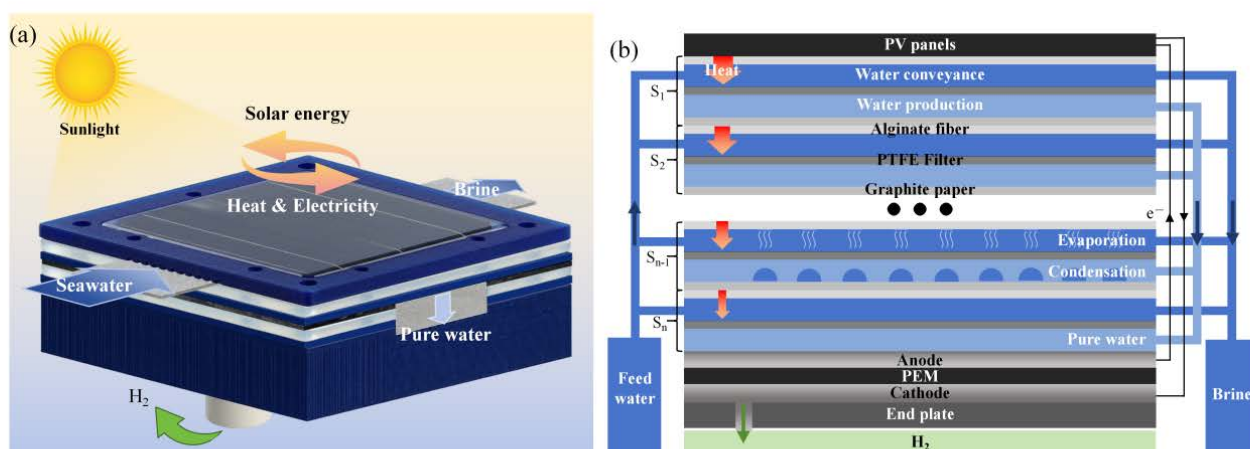 (a)
Sunlight
Solar energy
Heat & Electricity
Brine
Seawater
Pure water
H₂
(b)
PV panels
Heat
Water conveyance
S₁
Water production
Alginate fiber
S₂
PTFE Filter
Graphite paper
e⁻
Evaporation
Sₙ₋₁
Condensation
Sₙ
Pure water
Anode
PEM
Cathode
End plate
H₂
Feed
water
Brine